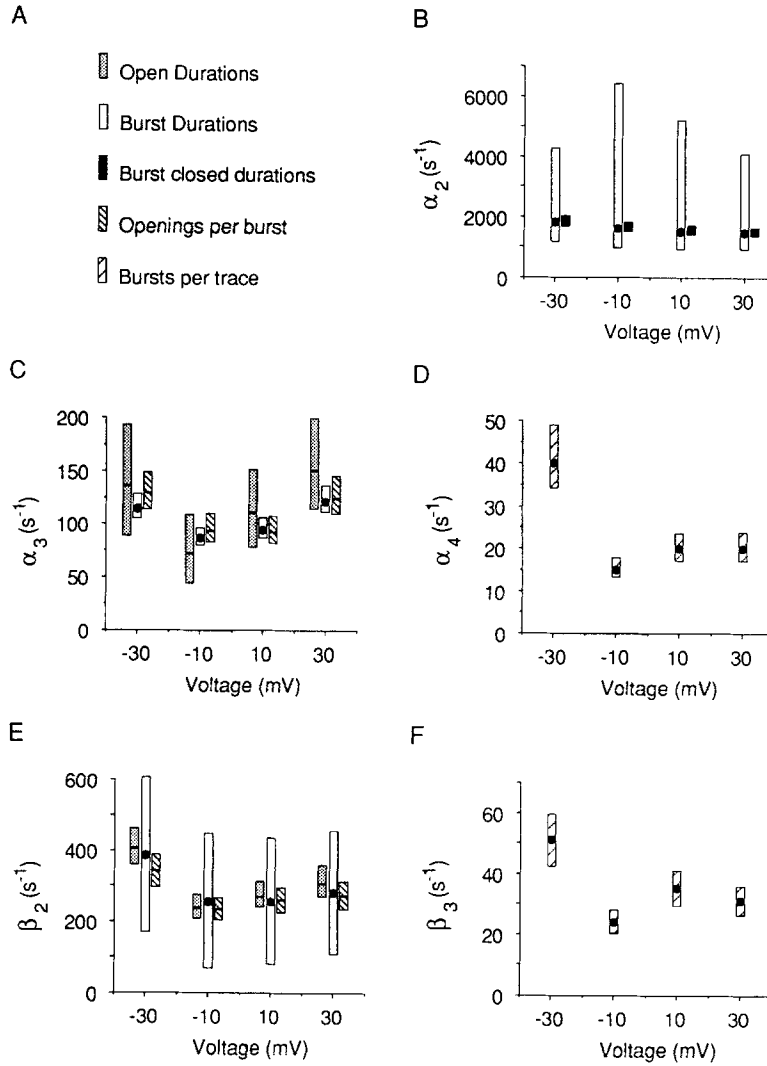 A
Open Durations
Burst Durations
Burst closed durations
Openings per burst
Bursts per trace
B
α2 (s-1)
6000
4000
2000
0
-30 -10 10 30
Voltage (mV)
C
α3 (s-1)
200
150
100
50
0
-30 -10 10 30
Voltage (mV)
D
α4 (s-1)
50
40
30
20
10
0
-30 -10 10 30
Voltage (mV)
E
β2 (s-1)
600
400
200
0
-30 -10 10 30
Voltage (mV)
F
β3 (s-1)
60
40
20
0
-30 -10 10 30
Voltage (mV)